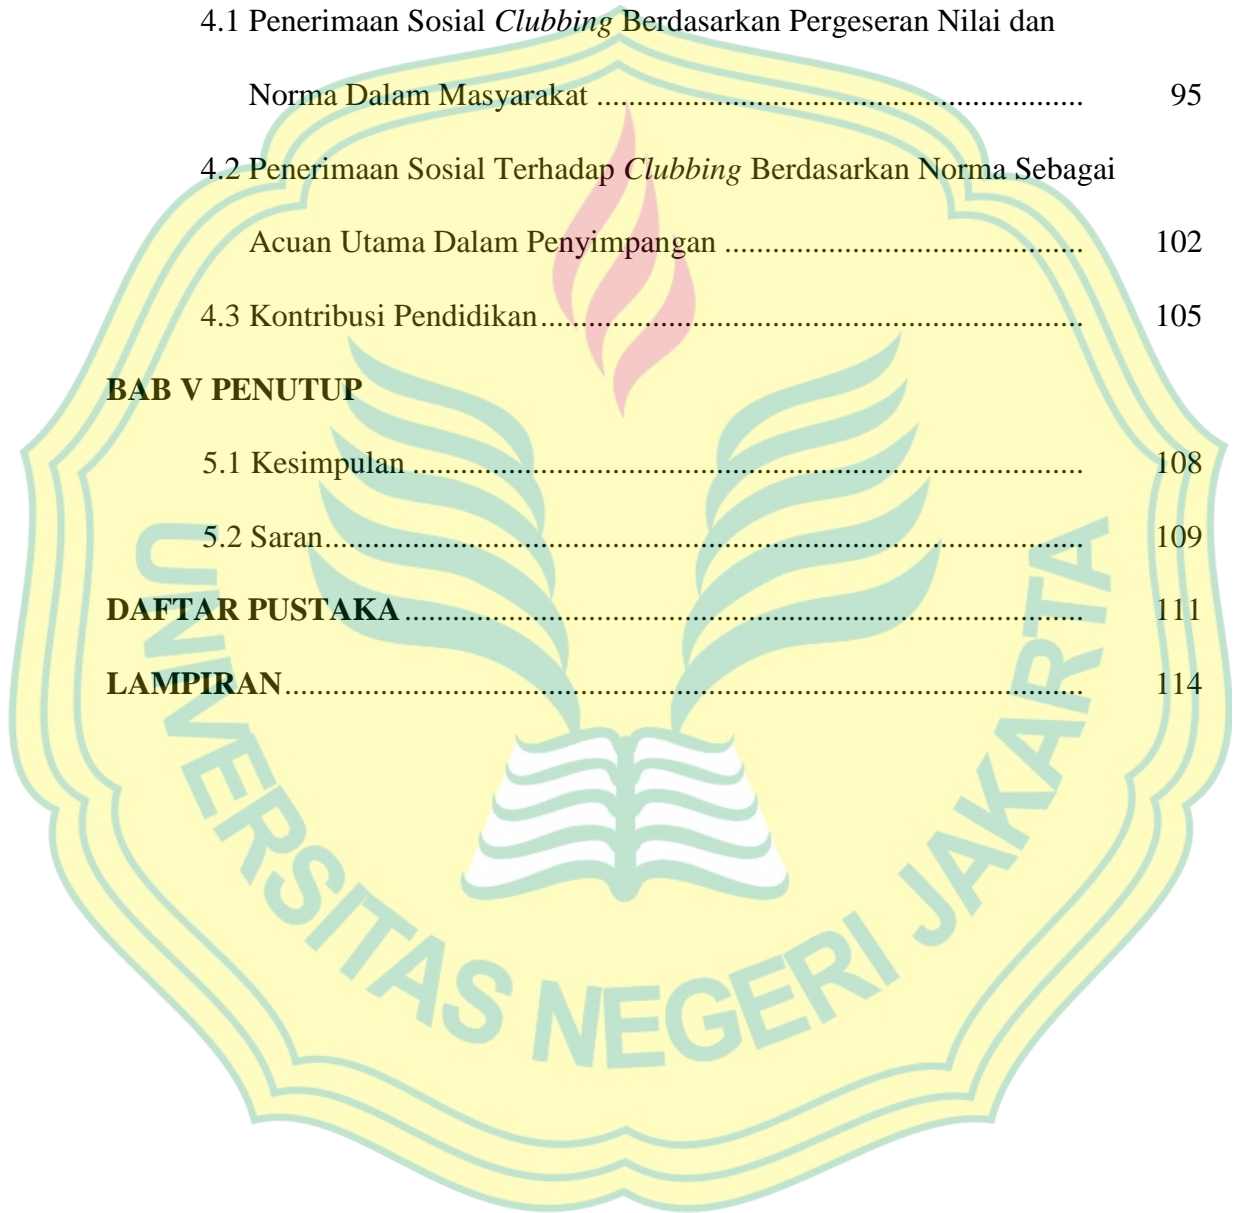 4.1 Penerimaan Sosial Clubbing Berdasarkan Pergeseran Nilai dan
Norma Dalam Masyarakat ............................................................. 95
4.2 Penerimaan Sosial Terhadap Clubbing Berdasarkan Norma Sebagai
Acuan Utama Dalam Penyimpangan ............................................. 102
4.3 Kontribusi Pendidikan.................................................................... 105
BAB V PENUTUP
5.1 Kesimpulan .................................................................................... 108
5.2 Saran............................................................................................... 109
DAFTAR PUSTAKA ..................................................................................... 111
LAMPIRAN.................................................................................................... 114
UNIVERSITAS NEGERI JAKARTA